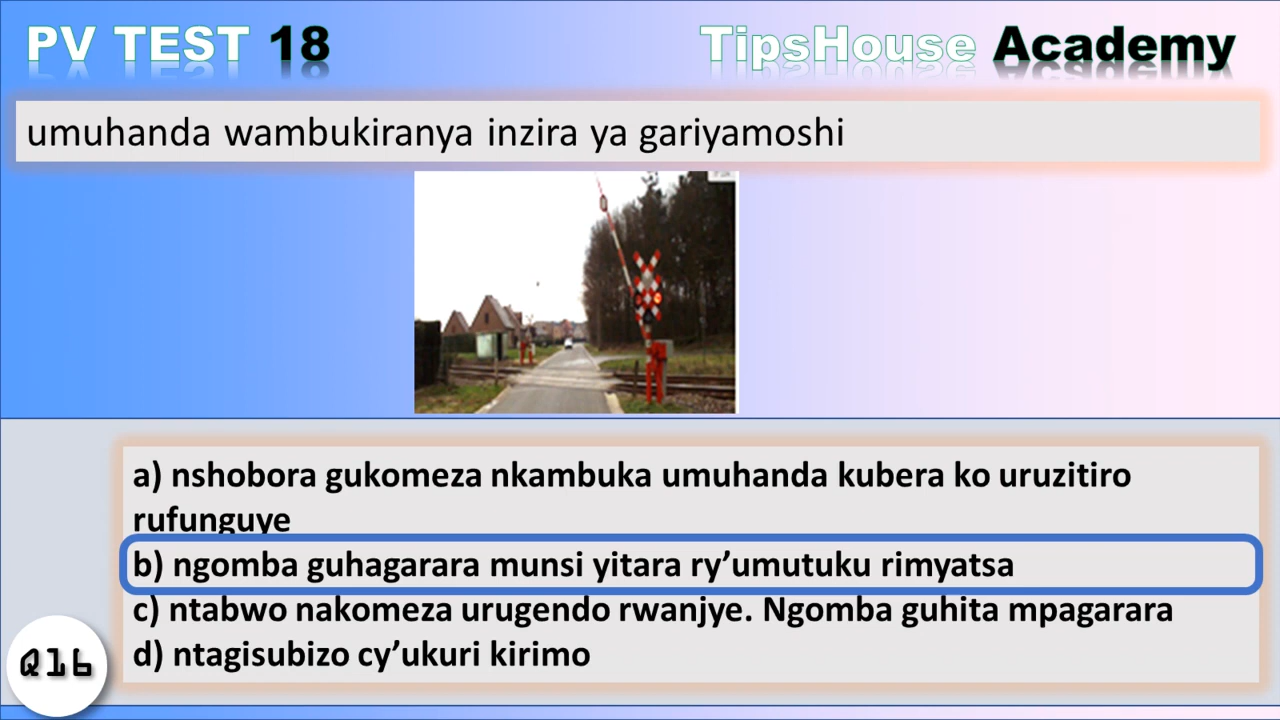 PV TEST 18
TipsHouse Academy
umuhanda wambukiranya inzira ya gariyamoshi
a) nshobora gukomeza nkambuka umuhanda kubera ko uruzitiro
rufunguye
b) ngomba guhagarara munsi yitara ry’umutuku rimyatsa
c) ntabwo nakomeza urugendo rwanjye. Ngomba guhita mpagarara
d) ntagisubizo cy’ukuri kirimo
Q16